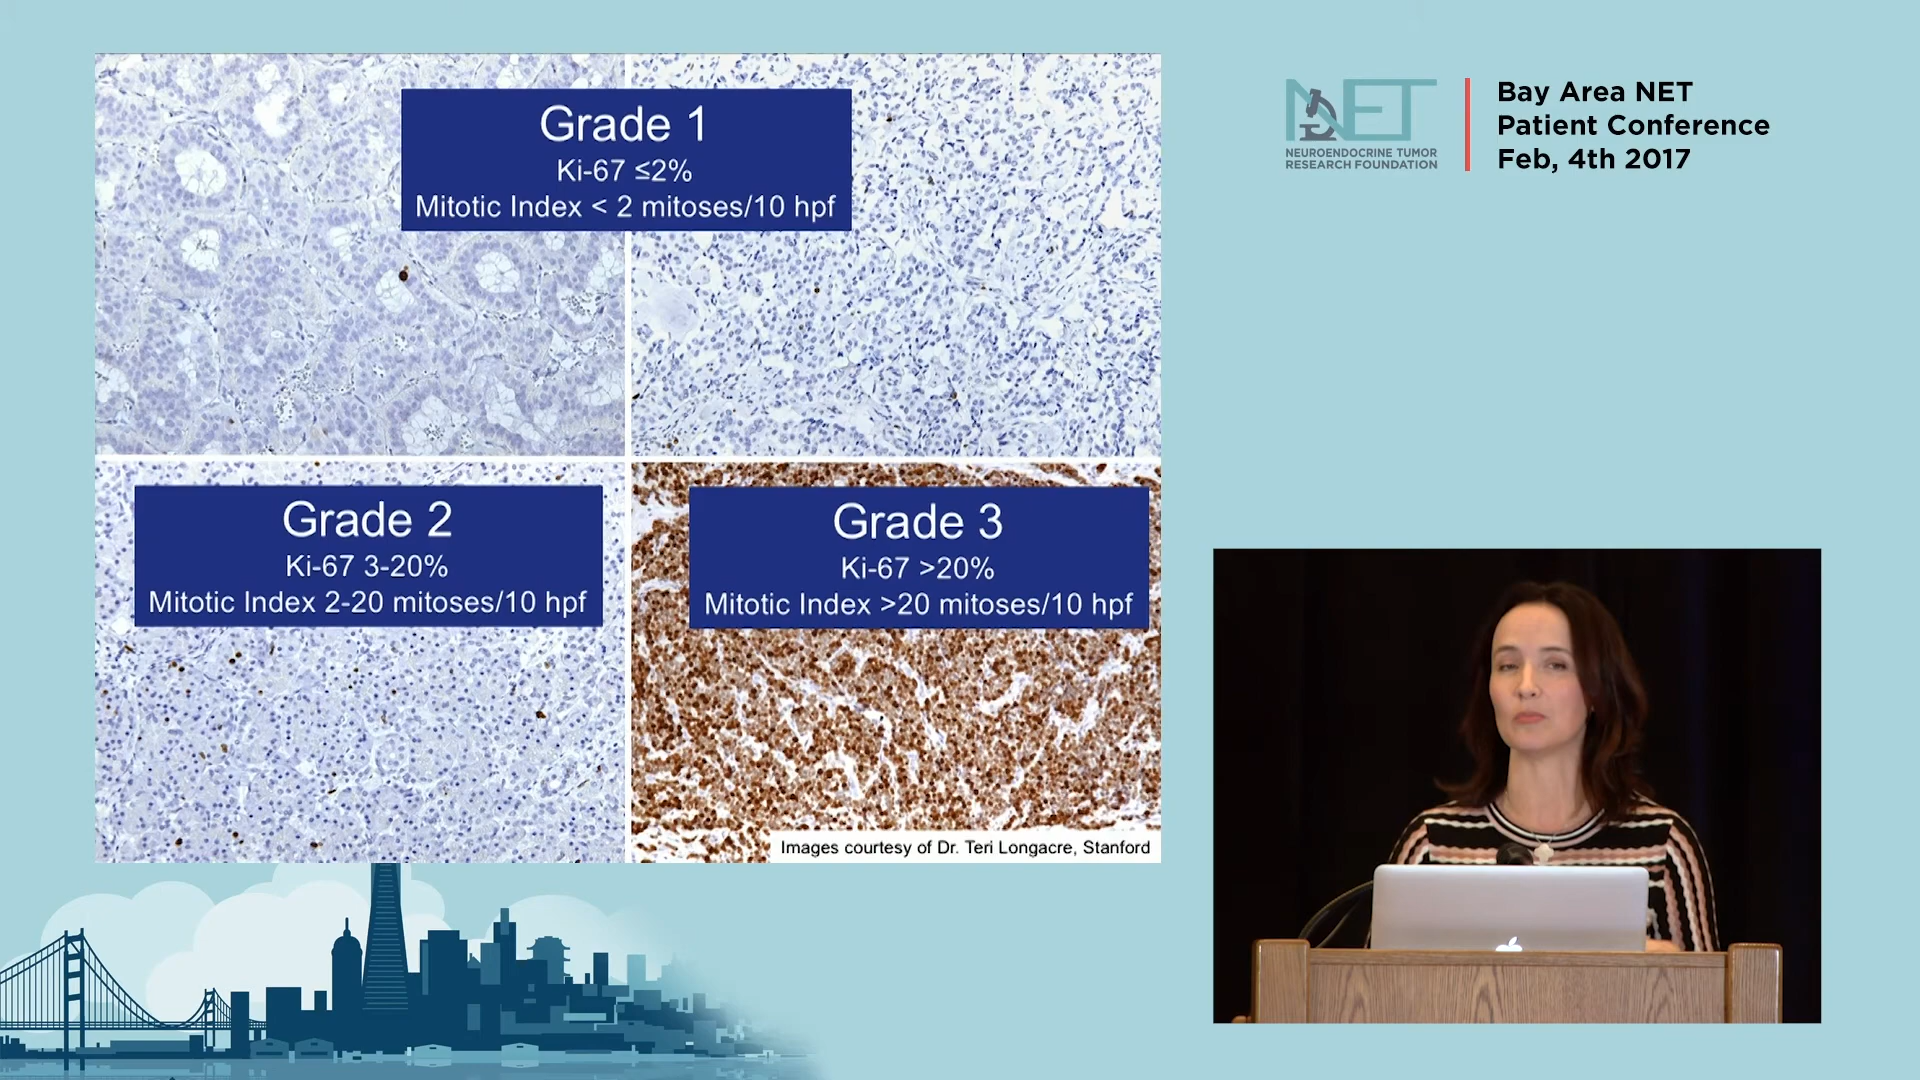 Grade 1
Ki-67 ≤2%
Mitotic Index < 2 mitoses/10 hpf
Grade 2
Ki-67 3-20%
Mitotic Index 2-20 mitoses/10 hpf
Grade 3
Ki-67 >20%
Mitotic Index >20 mitoses/10 hpf
Images courtesy of Dr. Teri Longacre, Stanford
NET
NEUROENDOCRINE TUMOR
RESEARCH FOUNDATION
Bay Area NET
Patient Conference
Feb, 4th 2017